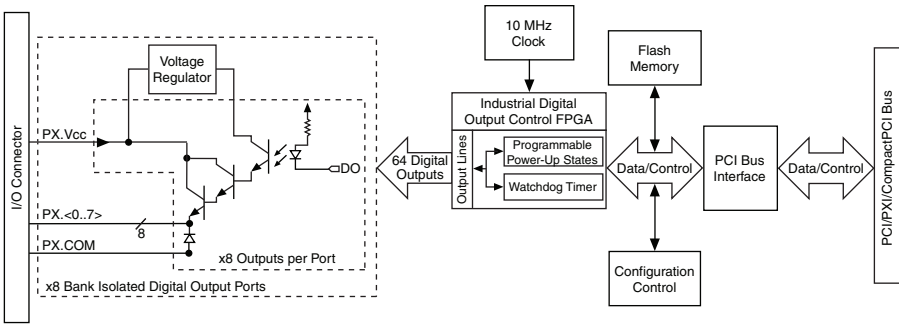 I/O Connector
PX.Vcc
PX.<0..7>
8
PX.COM
Voltage
Regulator
DO
x8 Outputs per Port
x8 Bank Isolated Digital Output Ports
64 Digital
Outputs
10 MHz
Clock
Industrial Digital
Output Control FPGA
Output Lines
Programmable
Power-Up States
Watchdog Timer
Flash
Memory
Data/Control
Configuration
Control
PCI Bus
Interface
Data/Control
PCI/PXI/CompactPCI Bus